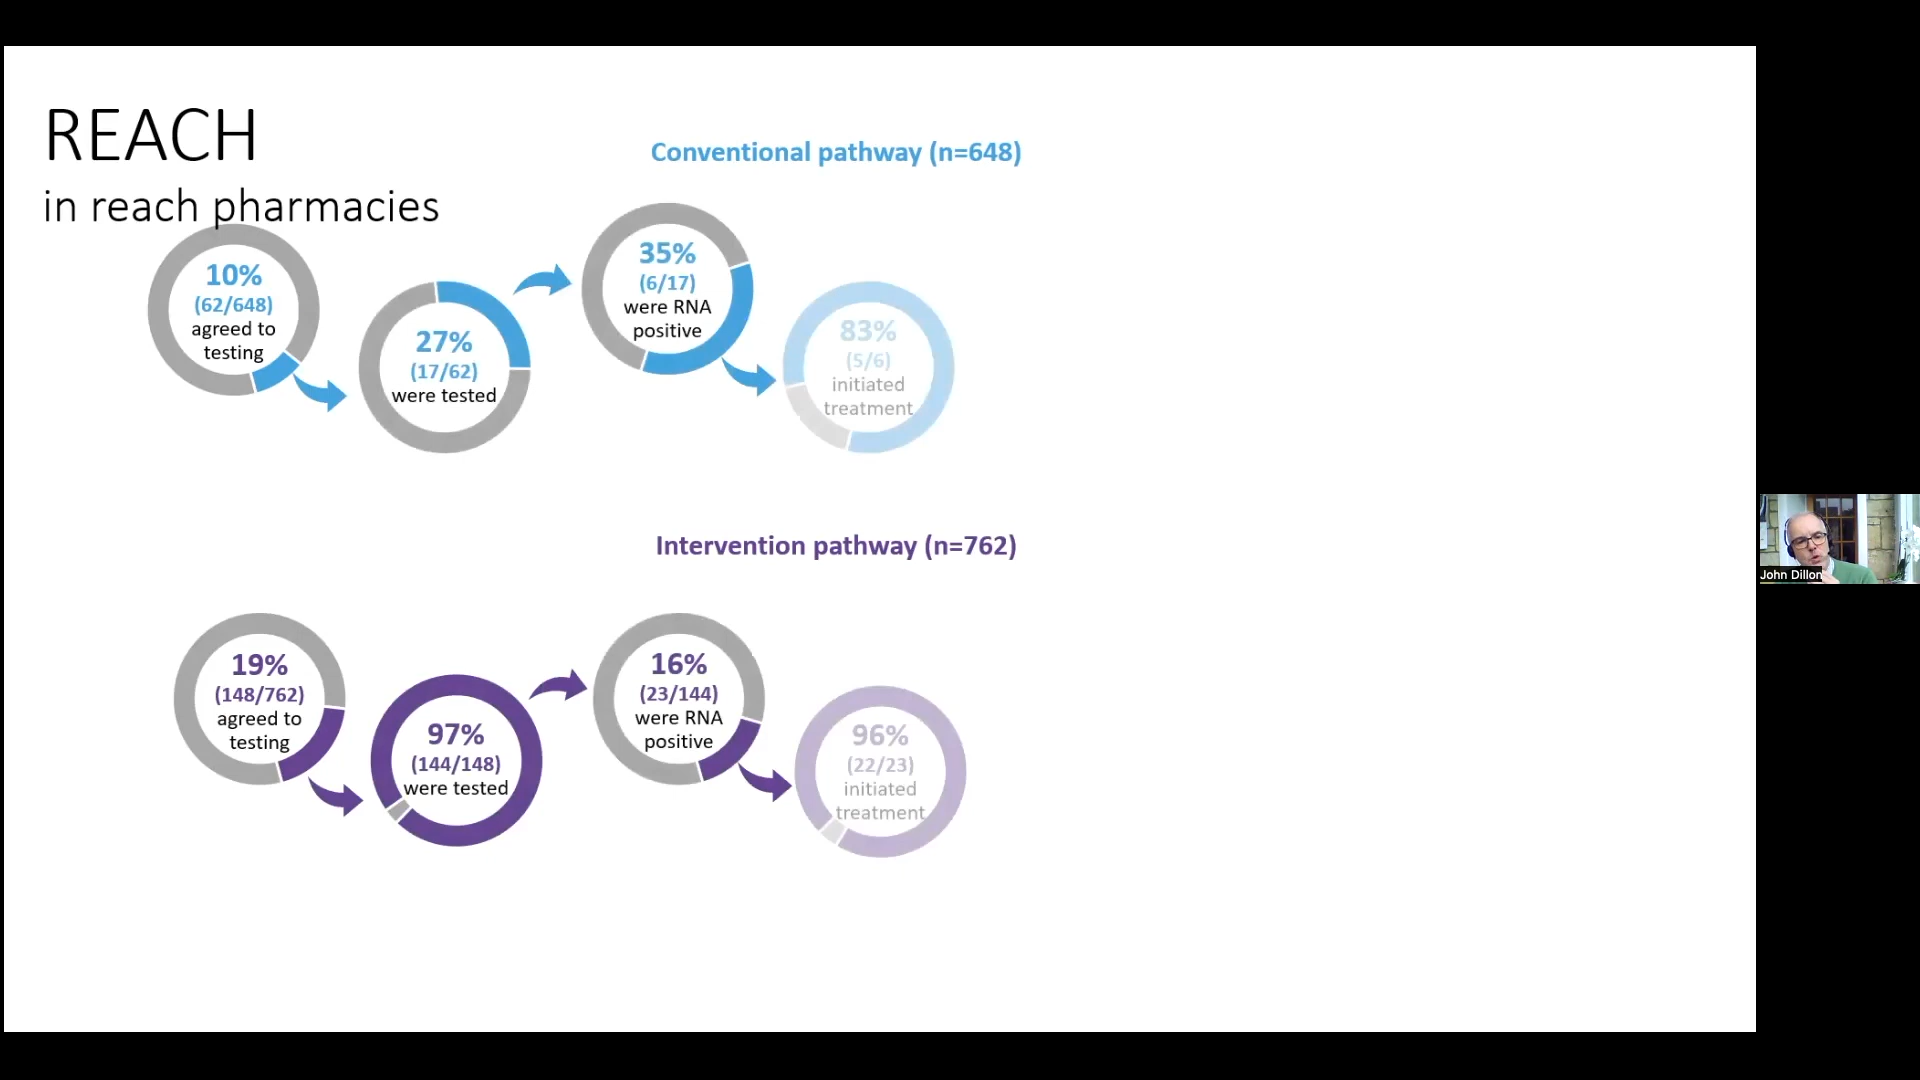 REACH
in reach pharmacies
Conventional pathway (n=648)
10%
(62/648)
agreed to
testing
27%
(17/62)
were tested
35%
(6/17)
were RNA
positive
83%
(5/6)
initiated
treatment
Intervention pathway (n=762)
19%
(148/762)
agreed to
testing
97%
(144/148)
were tested
16%
(23/144)
were RNA
positive
96%
(22/23)
initiated
treatment
John Dillon